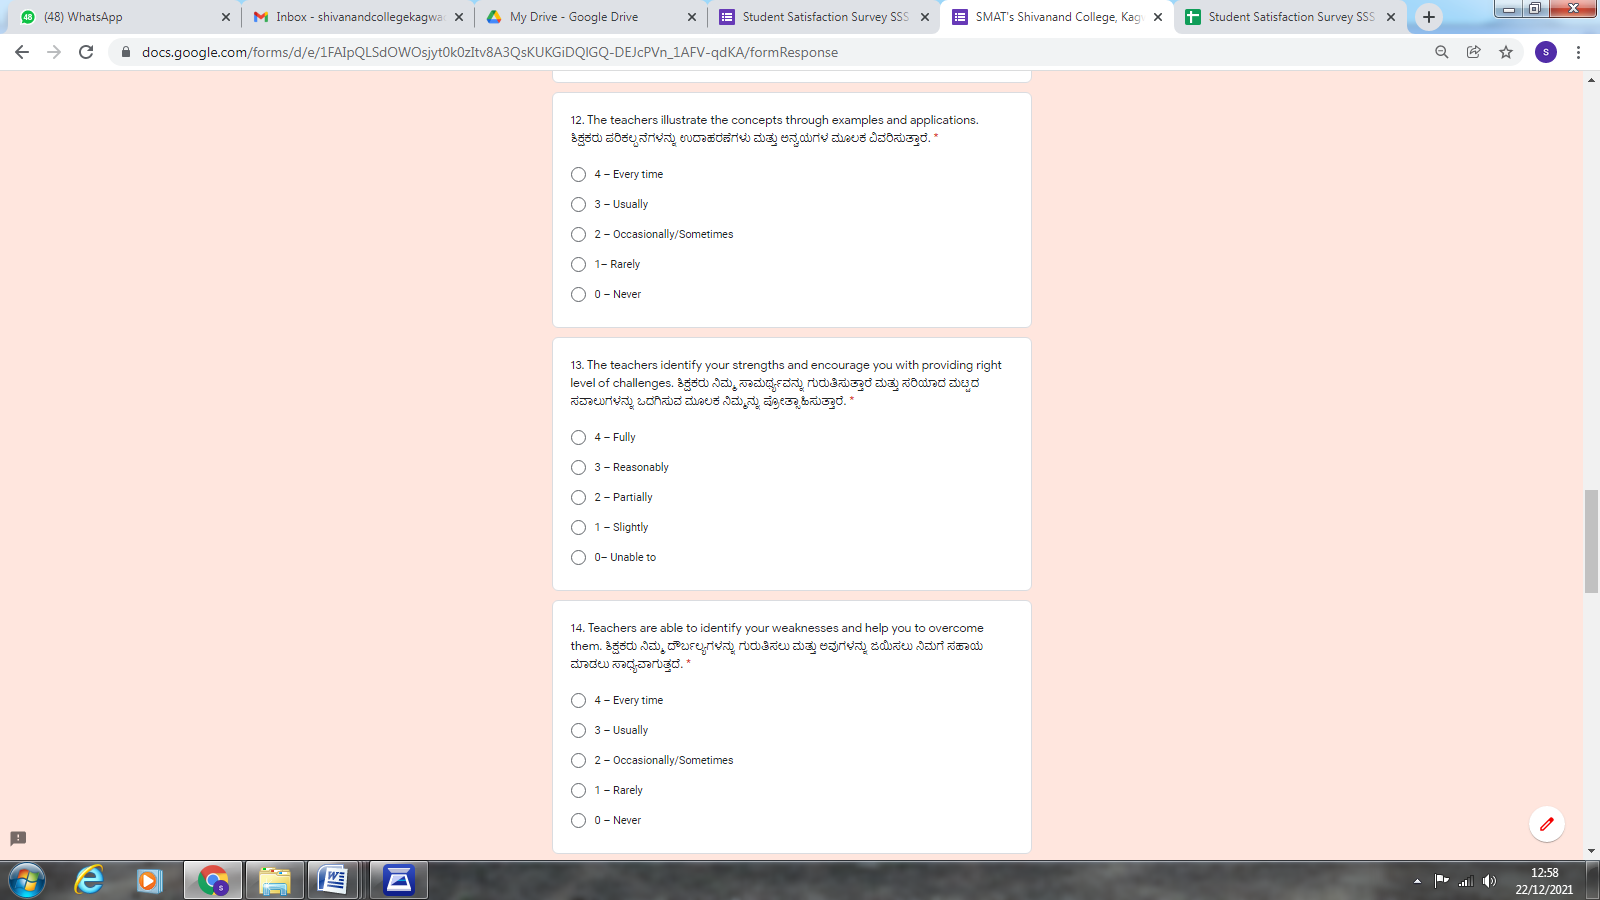 (48) WhatsApp
Inbox - shivanandcollegekagwa
My Drive - Google Drive
Student Satisfaction Survey SSS
SMAT's Shivanand College, Kag
Student Satisfaction Survey SSS
docs.google.com/forms/d/e/1FAIpQLSdOWOsjyt0k0zItv8A3QsKUKGiDQIGQ-DEJcPVn_1AFV-qdKA/formResponse
12. The teachers illustrate the concepts through examples and applications.
ಶಿಕ್ಷಕರು ಪರಿಕಲ್ಪನೆಗಳನ್ನು ಉದಾಹರಣೆಗಳು ಮತ್ತು ಅನ್ವಯಗಳ ಮೂಲಕ ವಿವರಿಸುತ್ತಾರೆ. *
4 – Every time
3 – Usually
2 – Occasionally/Sometimes
1– Rarely
0 – Never
13. The teachers identify your strengths and encourage you with providing right
level of challenges. ಶಿಕ್ಷಕರು ನಿಮ್ಮ ಸಾಮರ್ಥ್ಯವನ್ನು ಗುರುತಿಸುತ್ತಾರೆ ಮತ್ತು ಸರಿಯಾದ ಮಟ್ಟದ
ಸವಾಲುಗಳನ್ನು ಒದಗಿಸುವ ಮೂಲಕ ನಿಮ್ಮನ್ನು ಪ್ರೋತ್ಸಾಹಿಸುತ್ತಾರೆ. *
4 – Fully
3 – Reasonably
2 – Partially
1 – Slightly
0– Unable to
14. Teachers are able to identify your weaknesses and help you to overcome
them. ಶಿಕ್ಷಕರು ನಿಮ್ಮ ದೌರ್ಬಲ್ಯಗಳನ್ನು ಗುರುತಿಸಲು ಮತ್ತು ಅವುಗಳನ್ನು ಜಯಿಸಲು ನಿಮಗೆ ಸಹಾಯ
ಮಾಡಲು ಸಾಧ್ಯವಾಗುತ್ತದೆ. *
4 – Every time
3 – Usually
2 – Occasionally/Sometimes
1 – Rarely
0 – Never
12:58
22/12/2021